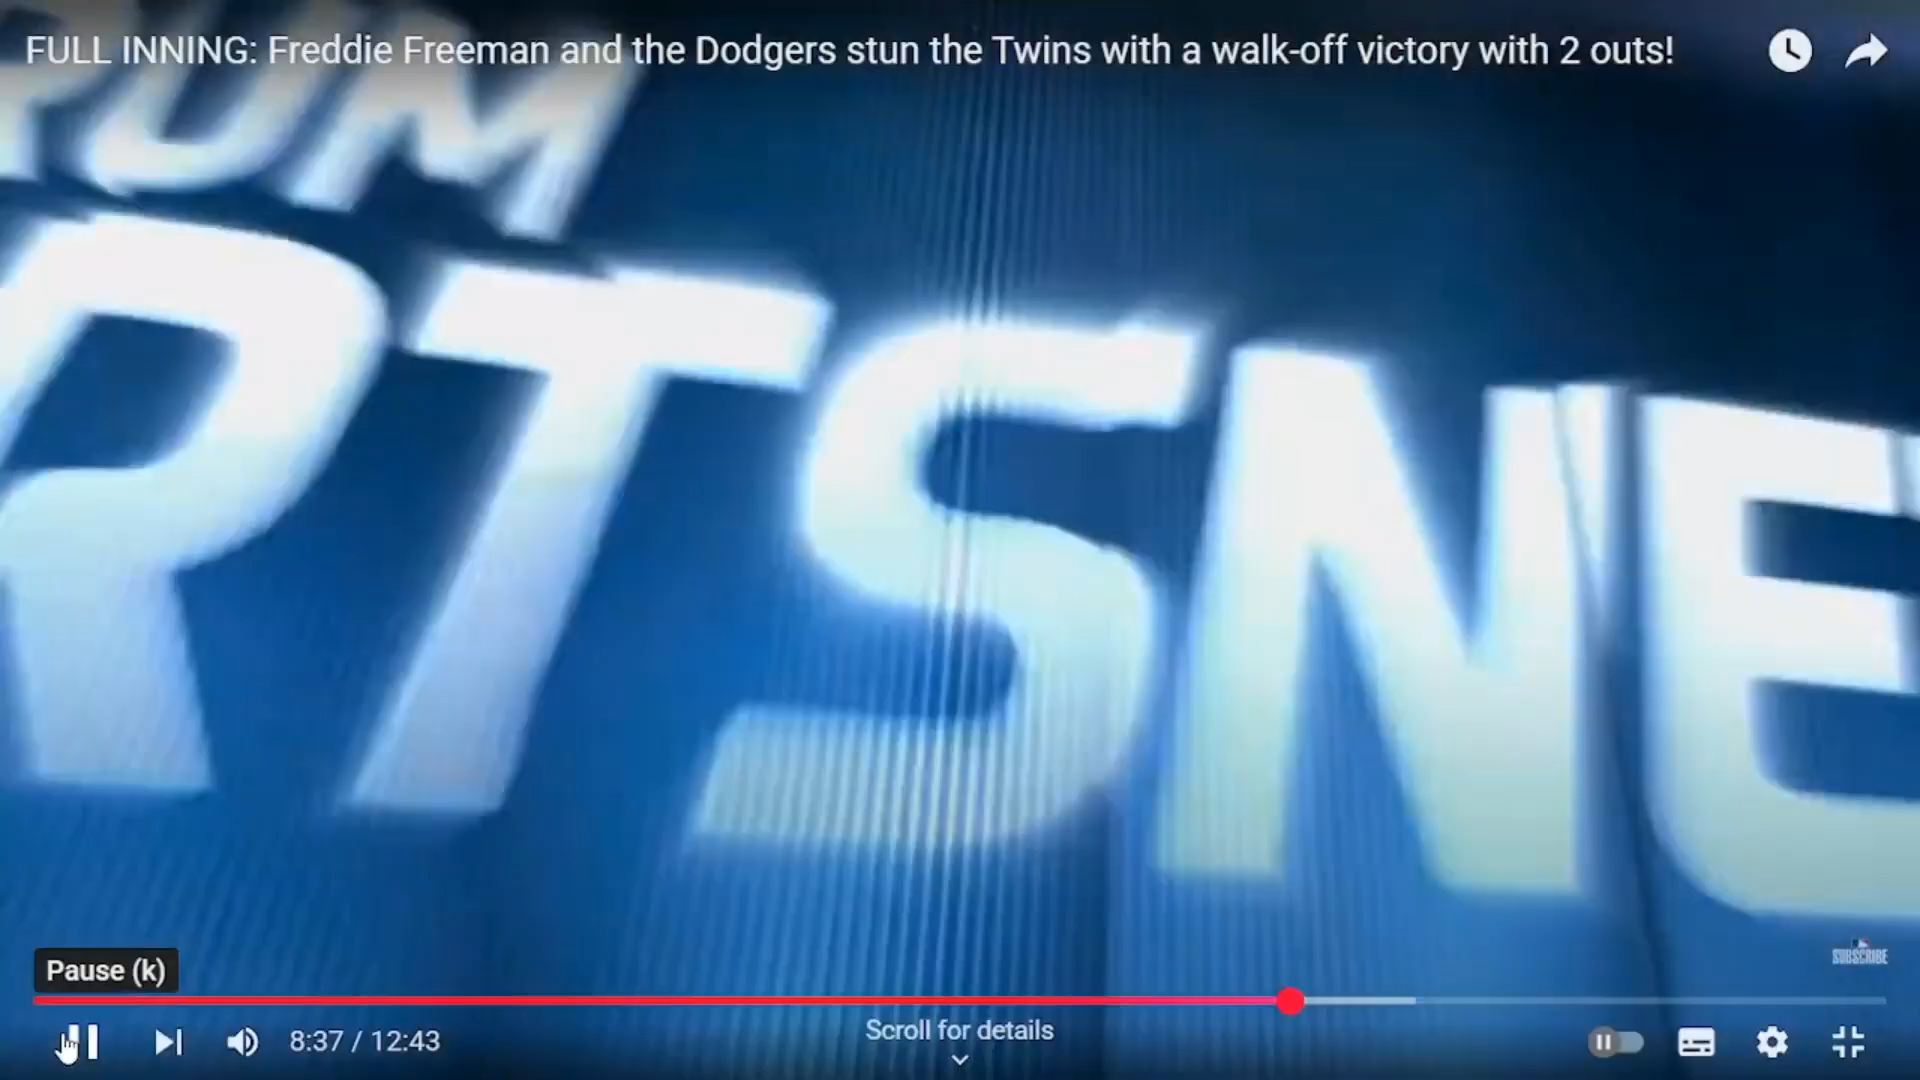 FULL INNING: Freddie Freeman and the Dodgers stun the Twins with a walk-off victory with 2 outs!
RUM
RTSNE
SUBSCRIBE
Pause (k)
8:37 / 12:43
Scroll for details